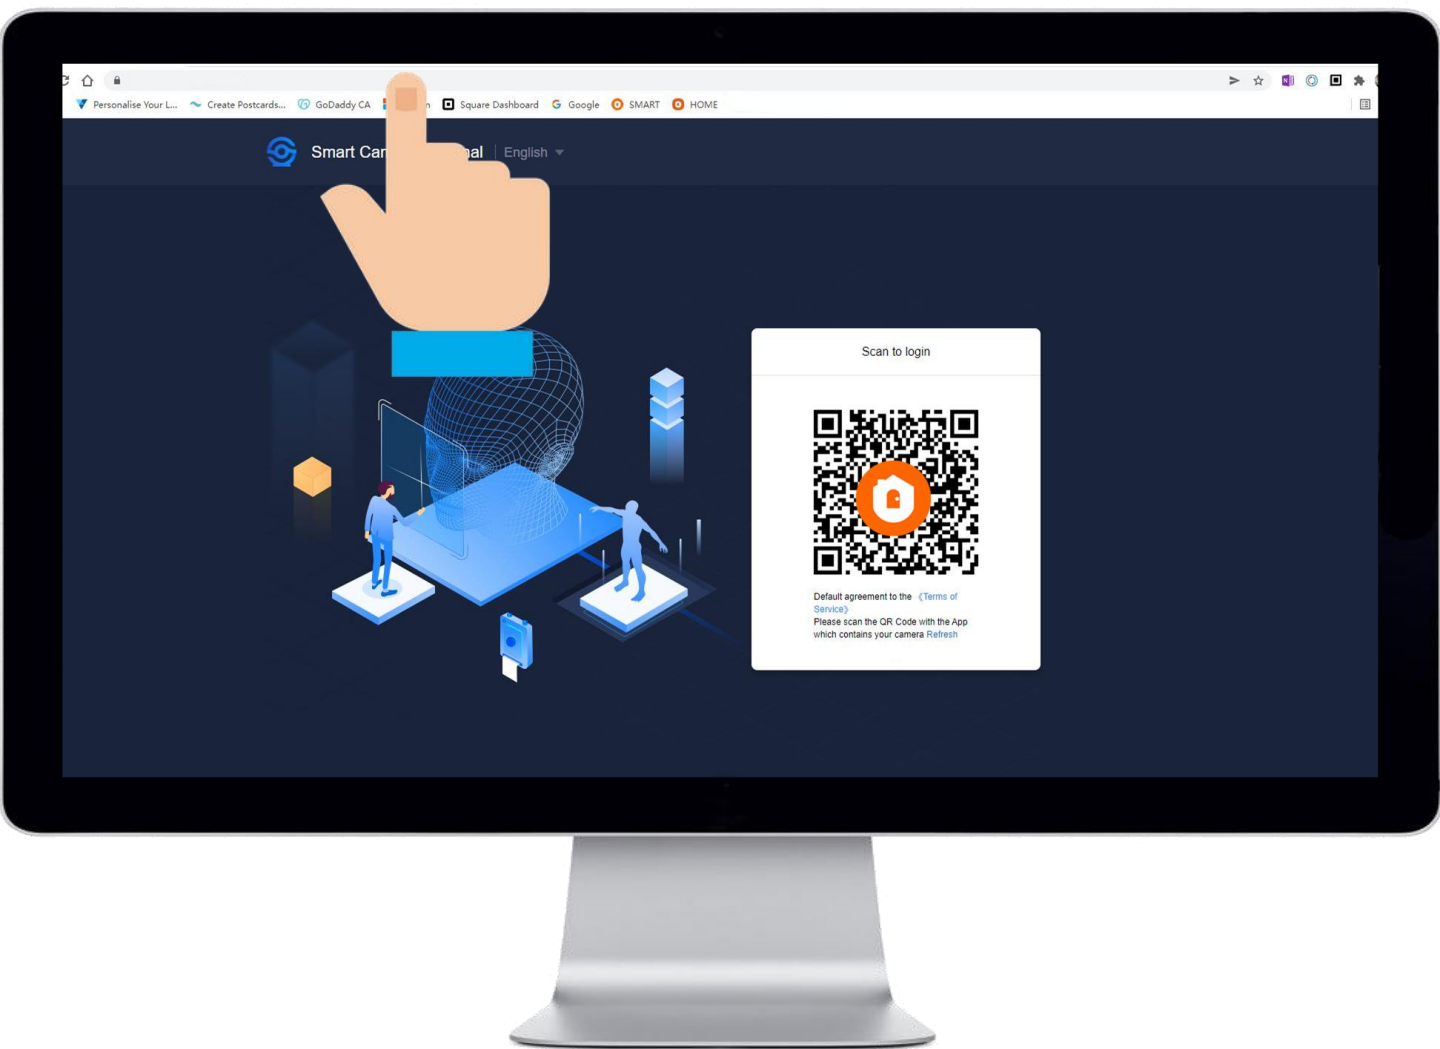 Personalise Your L... Create Postcards... GoDaddy CA Square Dashboard Google SMART HOME
Smart Car al English
Scan to login
Default agreement to the 《Terms of
Service》
Please scan the QR Code with the App
which contains your camera Refresh